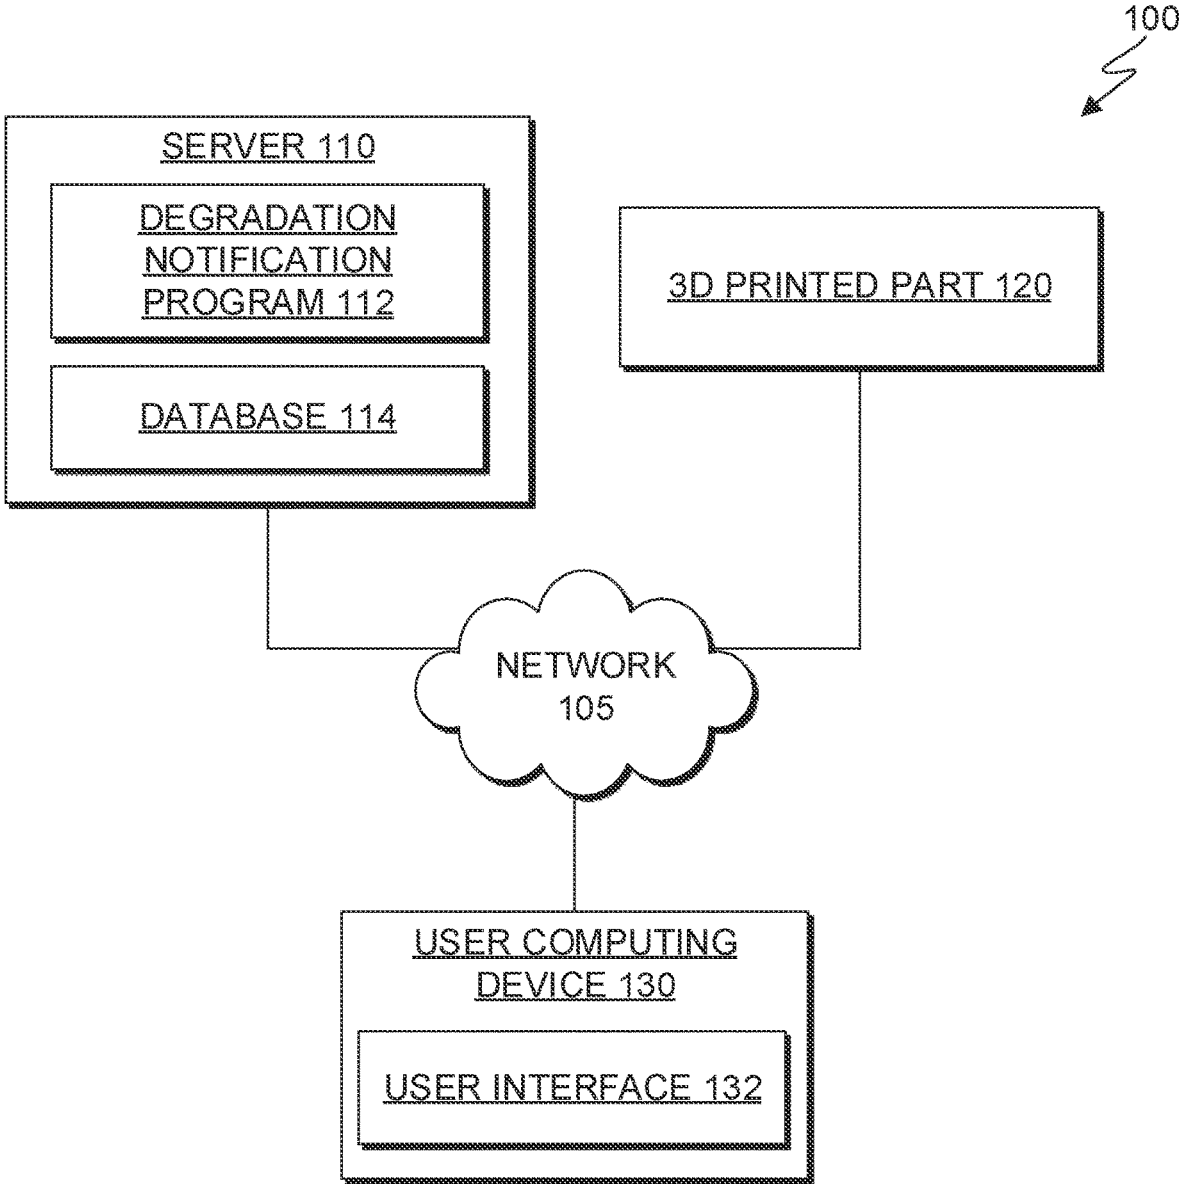 100
SERVER 110
DEGRADATION
NOTIFICATION
PROGRAM 112
DATABASE 114
3D PRINTED PART 120
NETWORK
105
USER COMPUTING
DEVICE 130
USER INTERFACE 132